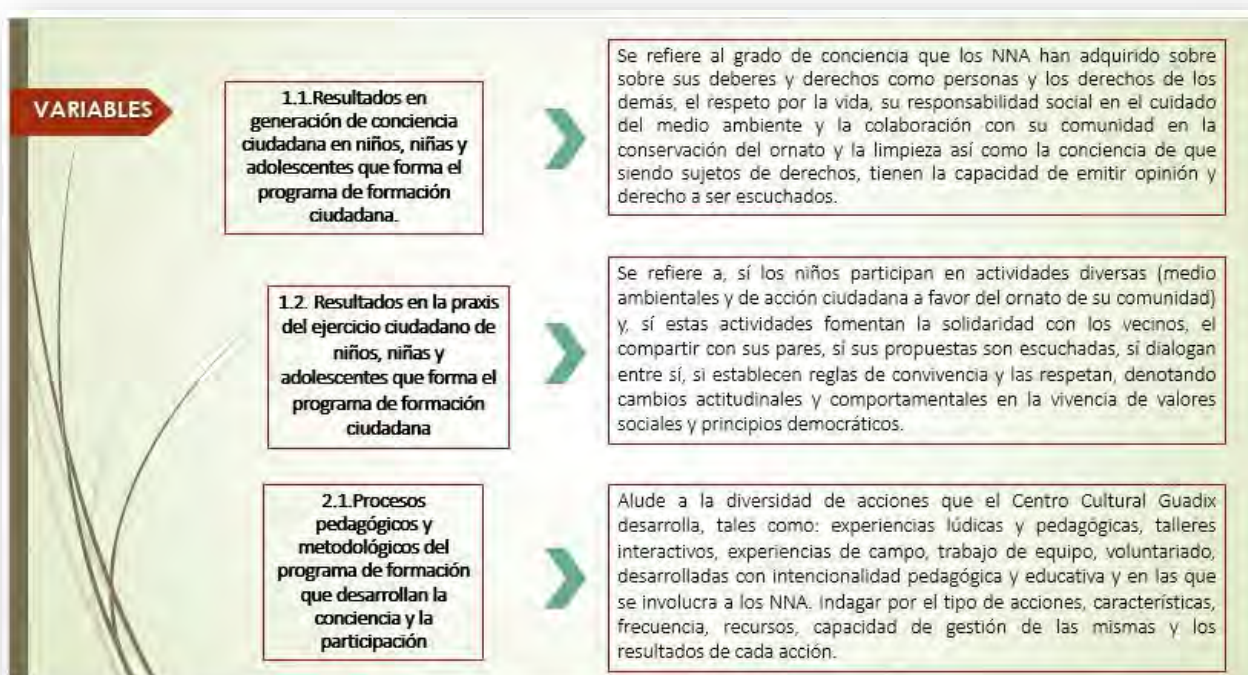 VARIABLES
1.1.Resultados en
generación de conciencia
ciudadana en niños, niñas y
adolescentes que forma el
programa de formación
ciudadana.
Se refiere al grado de conciencia que los NNA han adquirido sobre
sobre sus deberes y derechos como personas y los derechos de los
demás, el respeto por la vida, su responsabilidad social en el cuidado
del medio ambiente y la colaboración con su comunidad en la
conservación del ornato y la limpieza así como la conciencia de que
siendo sujetos de derechos, tienen la capacidad de emitir opinión y
derecho a ser escuchados.
1.2. Resultados en la praxis
del ejercicio ciudadano de
niños, niñas y
adolescentes que forma el
programa de formación
ciudadana
Se refiere a, sí los niños participan en actividades diversas (medio
ambientales y de acción ciudadana a favor del ornato de su comunidad)
y, sí estas actividades fomentan la solidaridad con los vecinos, el
compartir con sus pares, sí sus propuestas son escuchadas, sí dialogan
entre sí, si establecen reglas de convivencia y las respetan, denotando
cambios actitudinales y comportamentales en la vivencia de valores
sociales y principios democráticos.
2.1.Procesos
pedagógicos y
metodológicos del
programa de formación
que desarrollan la
conciencia y la
participación
Alude a la diversidad de acciones que el Centro Cultural Guadix
desarrolla, tales como: experiencias lúdicas y pedagógicas, talleres
interactivos, experiencias de campo, trabajo de equipo, voluntariado,
desarrolladas con intencionalidad pedagógica y educativa y en las que
se involucra a los NNA. Indagar por el tipo de acciones, características,
frecuencia, recursos, capacidad de gestión de las mismas y los
resultados de cada acción.